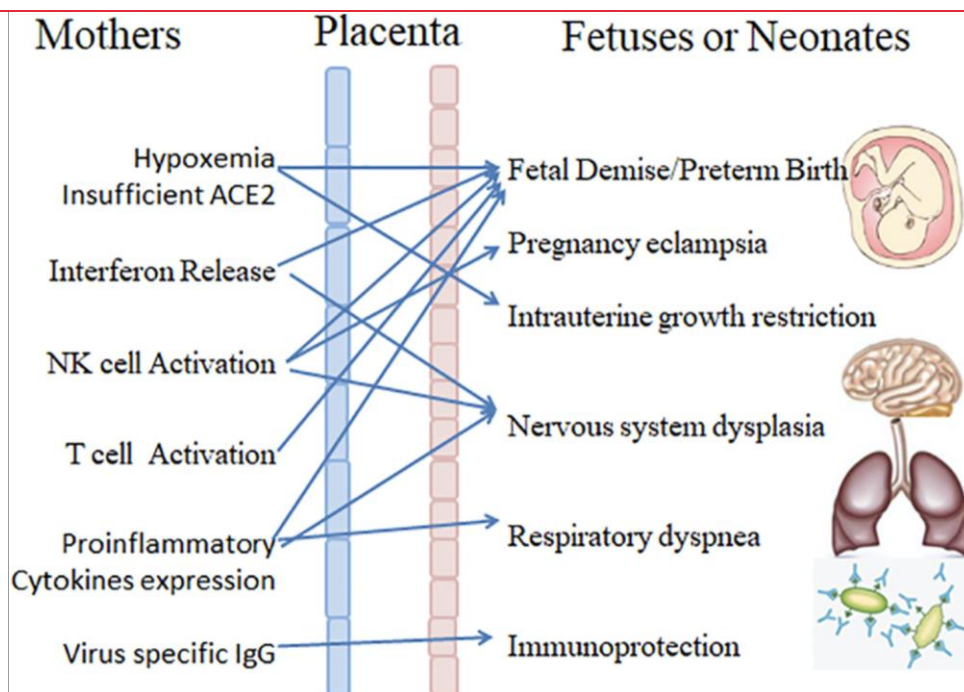 Mothers
Placenta
Fetuses or Neonates
Hypoxemia
Insufficient ACE2
Interferon Release
NK cell Activation
T cell Activation
Proinflammatory
Cytokines expression
Virus specific IgG
Fetal Demise/Preterm Birth
Pregnancy eclampsia
Intrauterine growth restriction
Nervous system dysplasia
Respiratory dyspnea
Immunoprotection